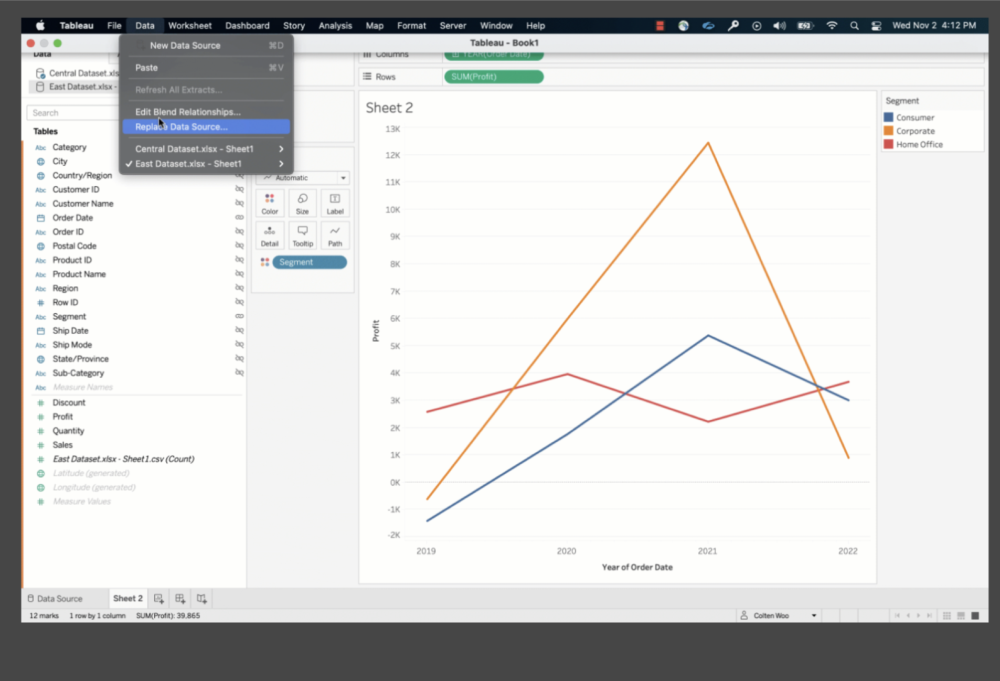 Tableau File Data Worksheet Dashboard Story Analysis Map Format Server Window Help Wed Nov 2 4:12 PM
Tableau - Book1
New Data Source ⌘D
Paste ⌘V
Refresh All Extracts...
Edit Blend Relationships...
Replace Data Source...
Central Dataset.xlsx - Sheet1
✓ East Dataset.xlsx - Sheet1
Data
Central Dataset.xls
East Dataset.xlsx -
Search
Tables
Abc Category
City
Country/Region
Abc Customer ID
Abc Customer Name
Order Date
Abc Order ID
Postal Code
Abc Product ID
Abc Product Name
Abc Region
# Row ID
Abc Segment
Ship Date
Abc Ship Mode
State/Province
Abc Sub-Category
Abc Measure Names
# Discount
# Profit
# Quantity
# Sales
# East Dataset.xlsx - Sheet1.csv (Count)
Latitude (generated)
Longitude (generated)
# Measure Values
Automatic
Color Size Label
Detail Tooltip Path
Segment
Columns YEAR(Order Date)
Rows SUM(Profit)
Sheet 2
13K
12K
11K
10K
9K
8K
7K
6K
5K
4K
3K
2K
1K
0K
-1K
-2K
Profit
2019 2020 2021 2022
Year of Order Date
Segment
Consumer
Corporate
Home Office
Data Source Sheet 2
12 marks 1 row by 1 column SUM(Profit): 39,865 Colten Woo